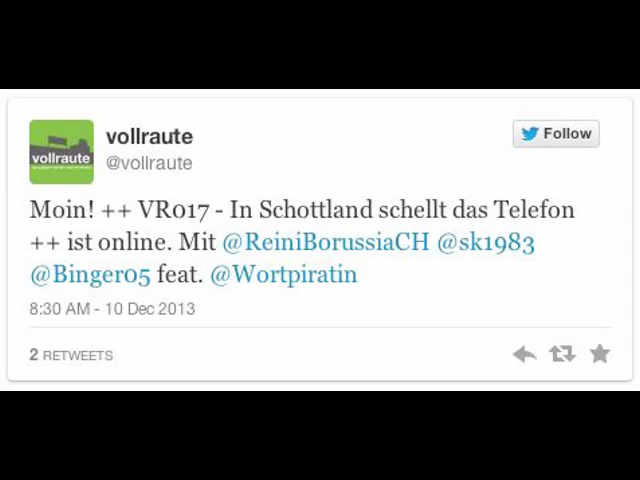 vollraute
vollraute
@vollraute
Follow
Moin! ++ VR017 - In Schottland schellt das Telefon
++ ist online. Mit @ReiniBorussiaCH @sk1983
@Binger05 feat. @Wortpiratin
8:30 AM - 10 Dec 2013
2 RETWEETS